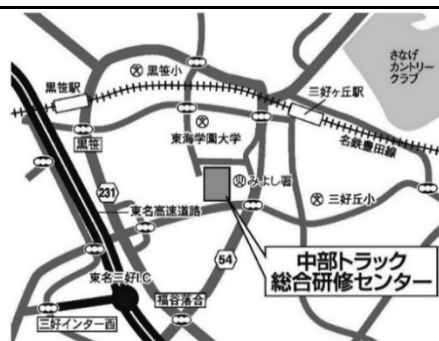 さなげ
カントリー
クラブ
黒笹駅
黒笹小
三好ケ丘駅
東海学園大学
黒笹
名鉄豊田線
みよし署
三好丘小
231
東名高速道路
中部トラック
総合研修センター
54
東名三好I.C
福谷落合
三好インター西